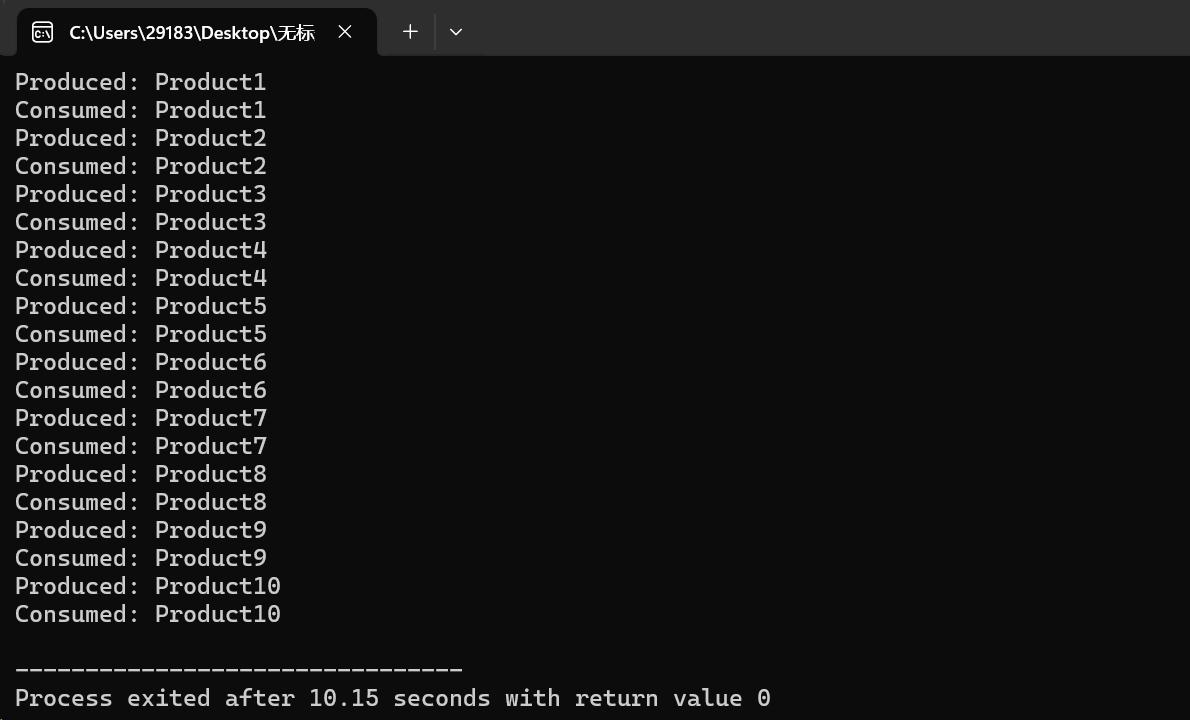 C:\Users\29183\Desktop\无标
Produced: Product1
Consumed: Product1
Produced: Product2
Consumed: Product2
Produced: Product3
Consumed: Product3
Produced: Product4
Consumed: Product4
Produced: Product5
Consumed: Product5
Produced: Product6
Consumed: Product6
Produced: Product7
Consumed: Product7
Produced: Product8
Consumed: Product8
Produced: Product9
Consumed: Product9
Produced: Product10
Consumed: Product10
--------------------------------
Process exited after 10.15 seconds with return value 0